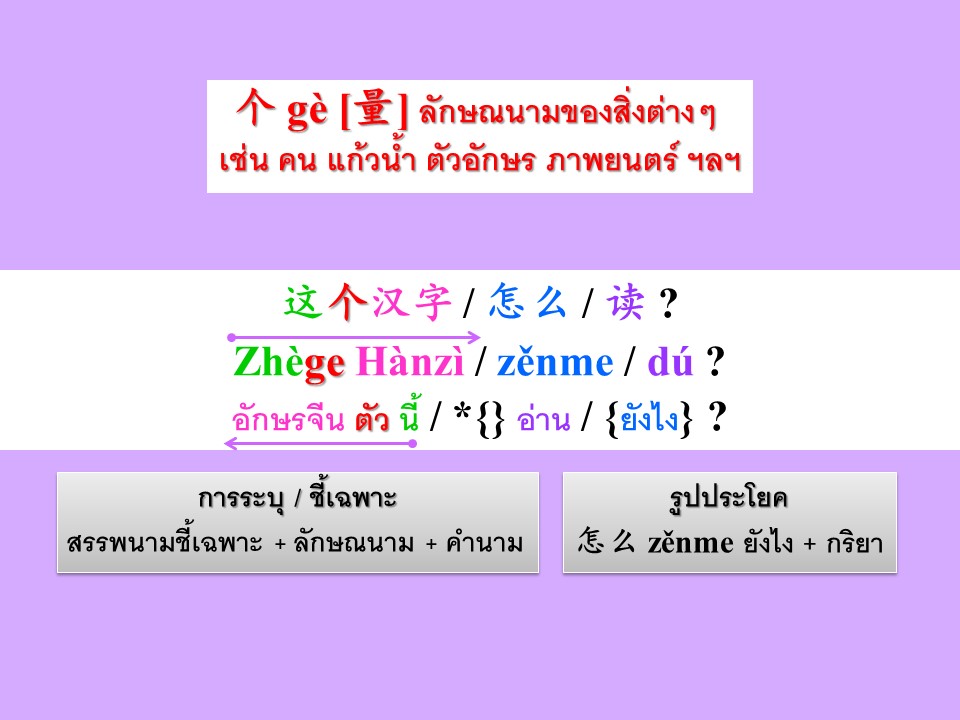 个 gè [量] ลักษณนามของสิ่งต่างๆ
เช่น คน แก้วน้ำ ตัวอักษร ภาพยนตร์ ฯลฯ
这个汉字 / 怎么 / 读 ?
Zhège Hànzì / zěnme / dú ?
อักษรจีน ตัว นี้ / *{} อ่าน / {ยังไง} ?
การระบุ / ชี้เฉพาะ
สรรพนามชี้เฉพาะ + ลักษณนาม + คำนาม
รูปประโยค
怎么 zěnme ยังไง + กริยา